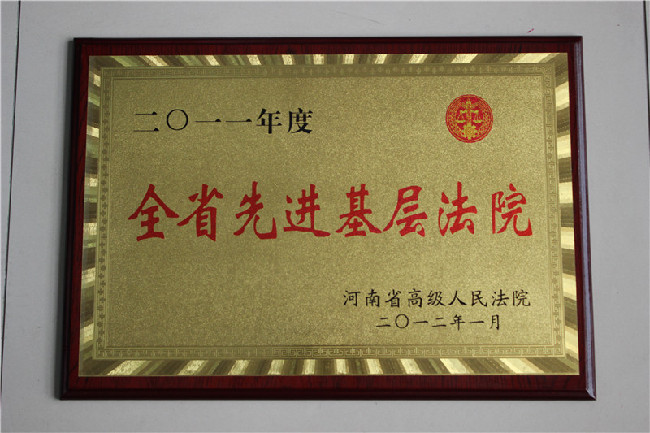 二〇一一年度
全省先进基层法院
河南省高级人民法院
二〇一二年一月